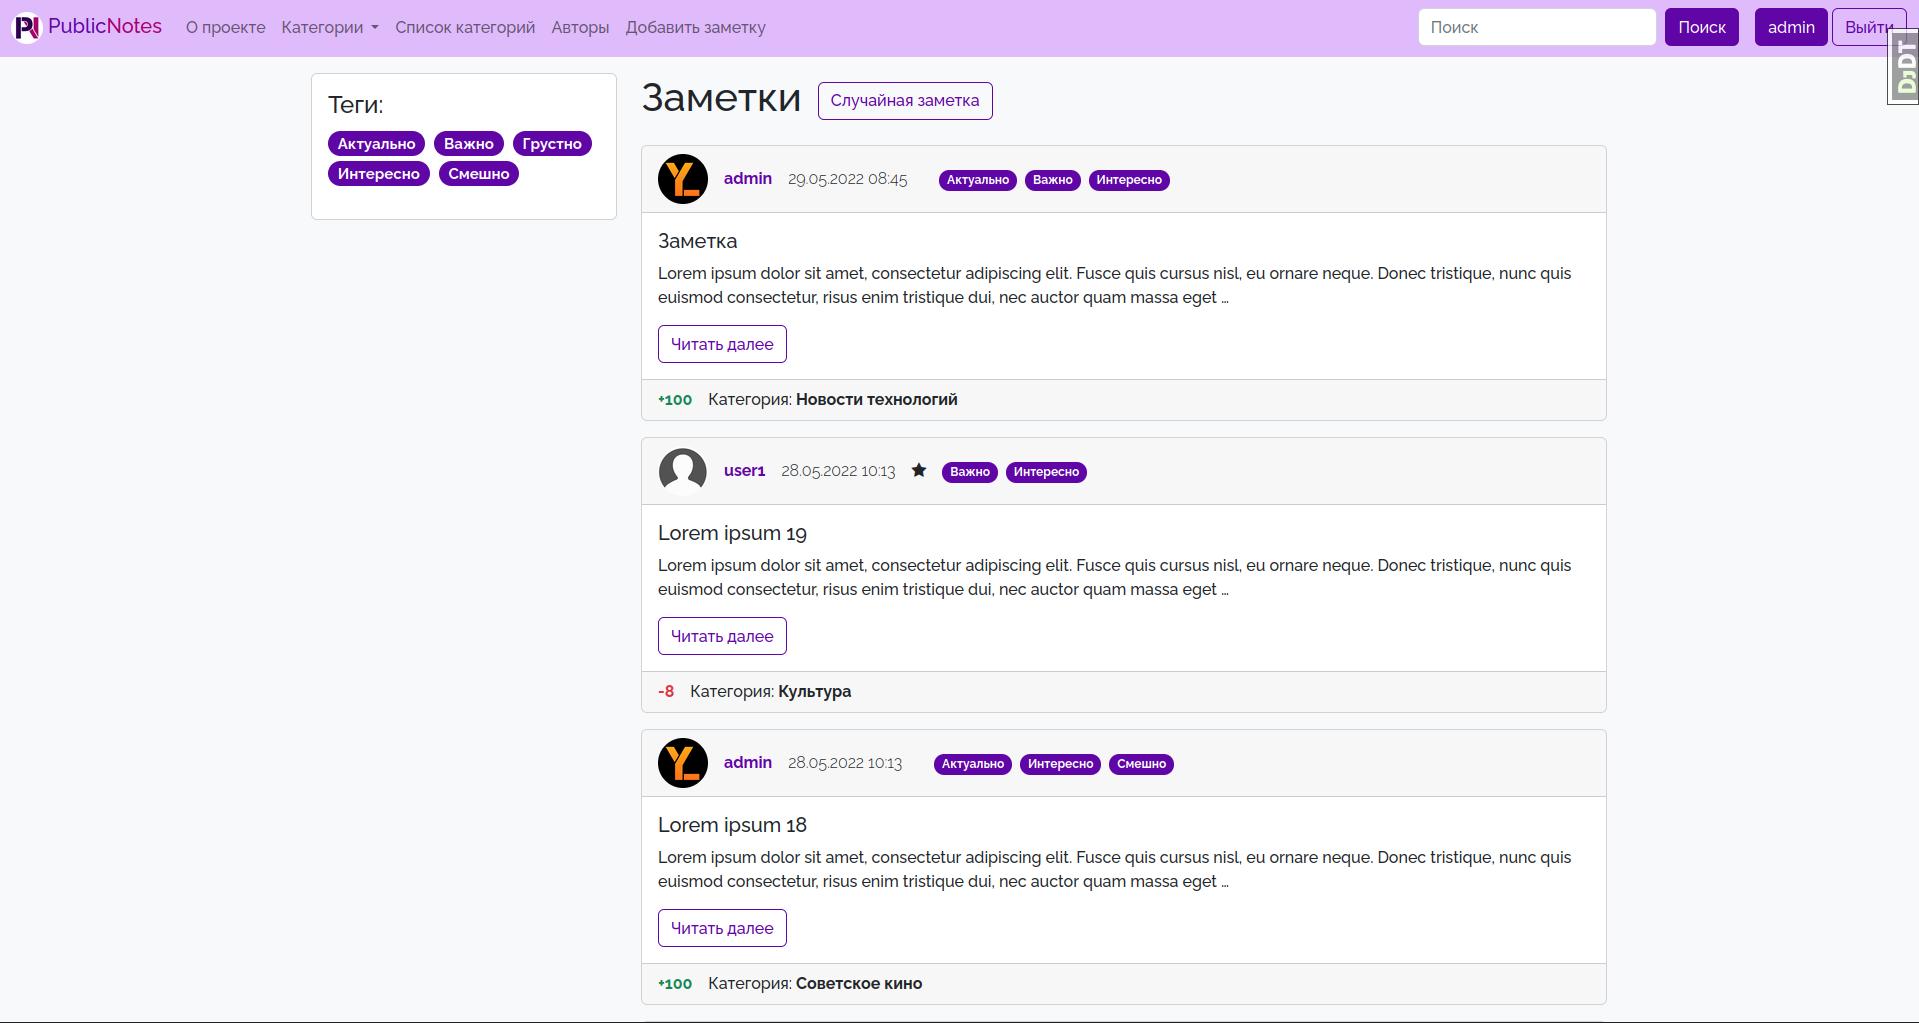 PublicNotes О проекте Категории Список категорий Авторы Добавить заметку Поиск Поиск admin Выйти
DJDT
Теги:
Актуально Важно Грустно
Интересно Смешно
Заметки Случайная заметка
admin 29.05.2022 08:45 Актуально Важно Интересно
Заметка
Lorem ipsum dolor sit amet, consectetur adipiscing elit. Fusce quis cursus nisl, eu ornare neque. Donec tristique, nunc quis
euismod consectetur, risus enim tristique dui, nec auctor quam massa eget …
Читать далее
+100 Категория: Новости технологий
user1 28.05.2022 10:13 Важно Интересно
Lorem ipsum 19
Lorem ipsum dolor sit amet, consectetur adipiscing elit. Fusce quis cursus nisl, eu ornare neque. Donec tristique, nunc quis
euismod consectetur, risus enim tristique dui, nec auctor quam massa eget …
Читать далее
-8 Категория: Культура
admin 28.05.2022 10:13 Актуально Интересно Смешно
Lorem ipsum 18
Lorem ipsum dolor sit amet, consectetur adipiscing elit. Fusce quis cursus nisl, eu ornare neque. Donec tristique, nunc quis
euismod consectetur, risus enim tristique dui, nec auctor quam massa eget …
Читать далее
+100 Категория: Советское кино